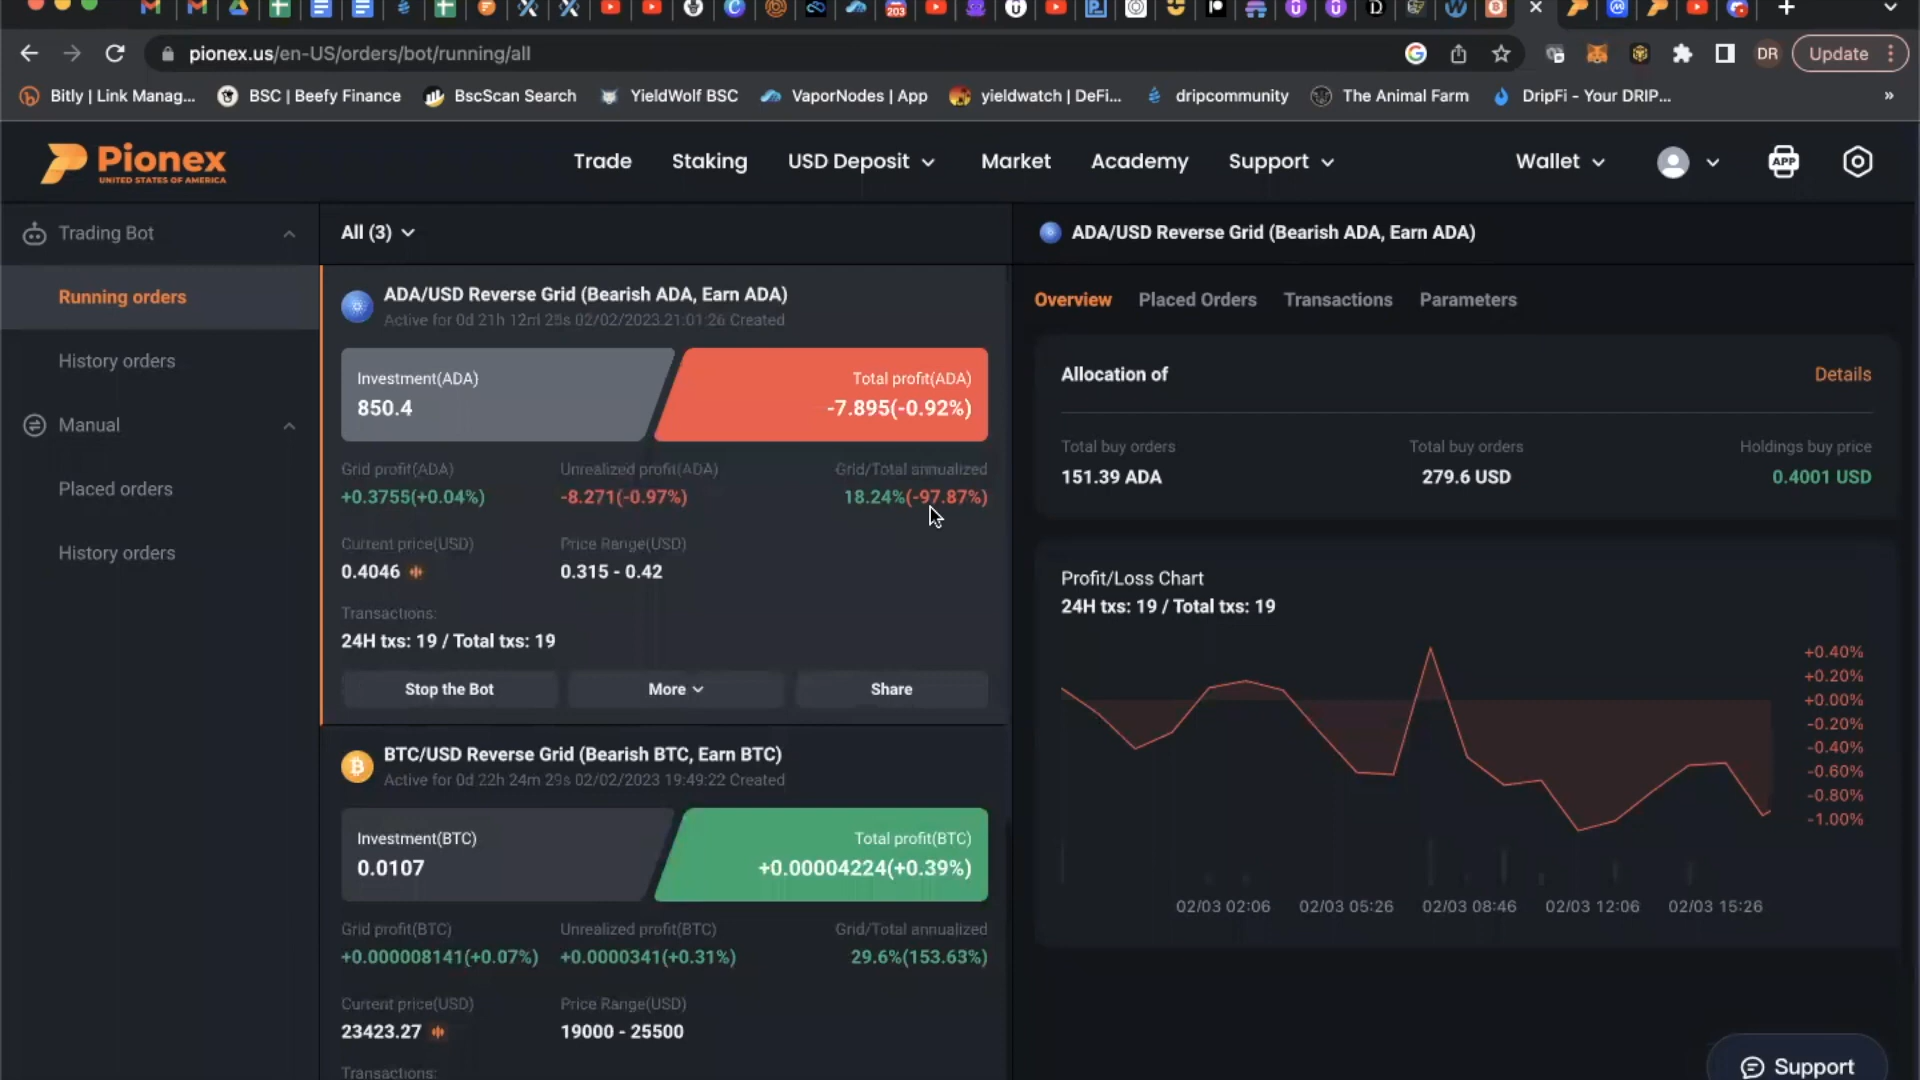 203
pionex.us/en-US/orders/bot/running/all
DR
Update
Bitly | Link Manag...
BSC | Beefy Finance
BscScan Search
YieldWolf BSC
VaporNodes | App
yieldwatch | DeFi...
dripcommunity
The Animal Farm
DripFi - Your DRIP...
»
Pionex
UNITED STATES OF AMERICA
Trade
Staking
USD Deposit
Market
Academy
Support
Wallet
APP
Trading Bot
Running orders
History orders
Manual
Placed orders
History orders
All (3)
ADA/USD Reverse Grid (Bearish ADA, Earn ADA)
Active for 0d 21h 12m 28s 02/02/2023 21:01:26 Created
Investment(ADA)
850.4
Total profit(ADA)
-7.895(-0.92%)
Grid profit(ADA)
+0.3755(+0.04%)
Unrealized profit(ADA)
-8.271(-0.97%)
Grid/Total annualized
18.24%(-97.87%)
Current price(USD)
0.4046
Price Range(USD)
0.315 - 0.42
Transactions:
24H txs: 19 / Total txs: 19
Stop the Bot
More
Share
BTC/USD Reverse Grid (Bearish BTC, Earn BTC)
Active for 0d 22h 24m 29s 02/02/2023 19:49:22 Created
Investment(BTC)
0.0107
Total profit(BTC)
+0.00004224(+0.39%)
Grid profit(BTC)
+0.000008141(+0.07%)
Unrealized profit(BTC)
+0.0000341(+0.31%)
Grid/Total annualized
29.6%(153.63%)
Current price(USD)
23423.27
Price Range(USD)
19000 - 25500
Transactions:
ADA/USD Reverse Grid (Bearish ADA, Earn ADA)
Overview
Placed Orders
Transactions
Parameters
Allocation of
Details
Total buy orders
151.39 ADA
Total buy orders
279.6 USD
Holdings buy price
0.4001 USD
Profit/Loss Chart
24H txs: 19 / Total txs: 19
+0.40%
+0.20%
+0.00%
-0.20%
-0.40%
-0.60%
-0.80%
-1.00%
02/03 02:06
02/03 05:26
02/03 08:46
02/03 12:06
02/03 15:26
Support